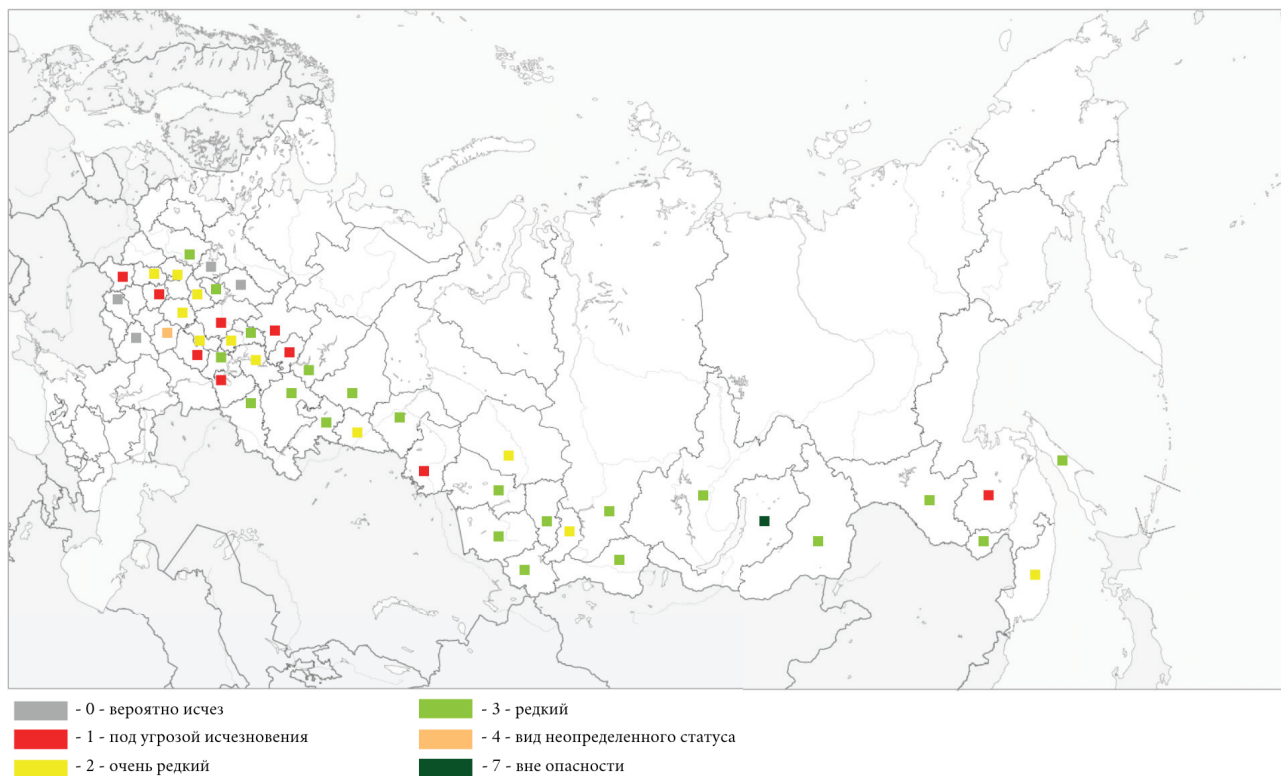 - 0 - вероятно исчез
- 1 - под угрозой исчезновения
- 2 - очень редкий
- 3 - редкий
- 4 - вид неопределенного статуса
- 7 - вне опасности